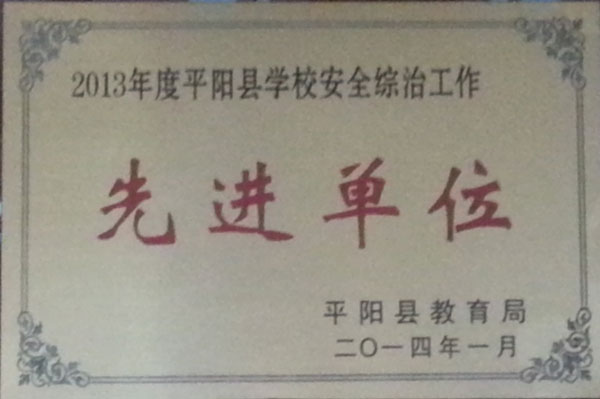 2013年度平阳县学校安全综治工作
先进单位
平阳县教育局
二〇一四年一月